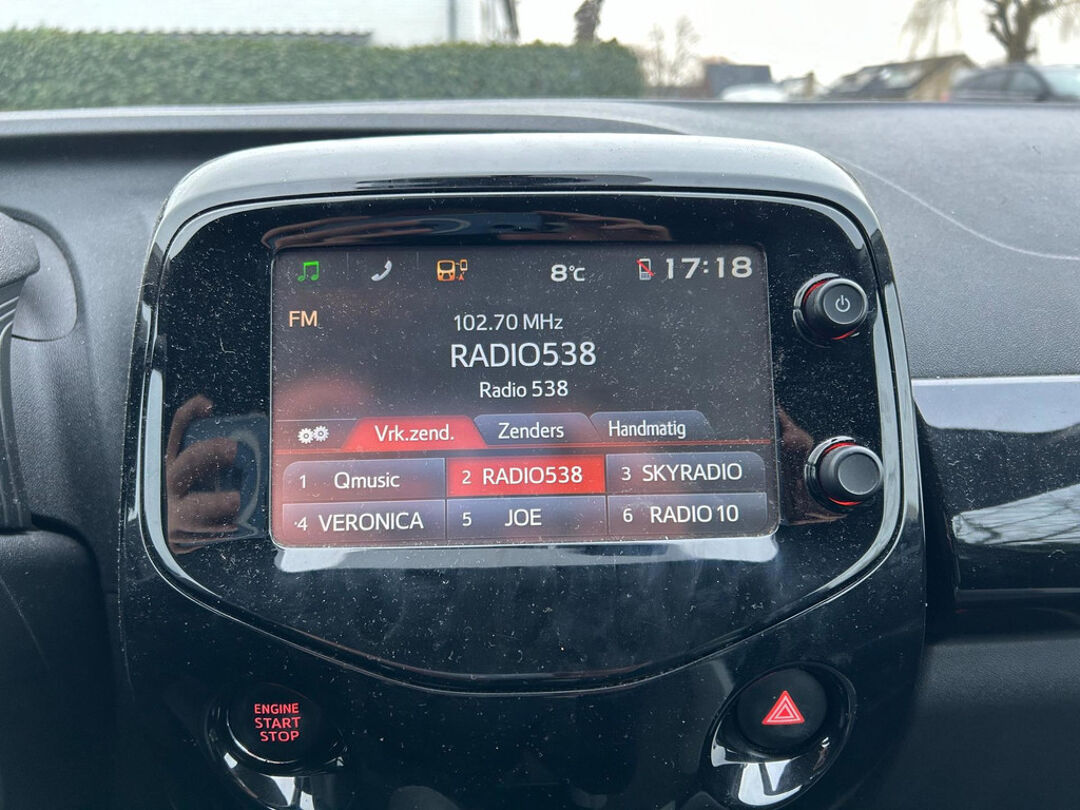 8°C 17:18
FM
102.70 MHz
RADIO538
Radio 538
Vrk.zend. Zenders Handmatig
1 Qmusic 2 RADIO538 3 SKYRADIO
4 VERONICA 5 JOE 6 RADIO 10
ENGINE
START
STOP